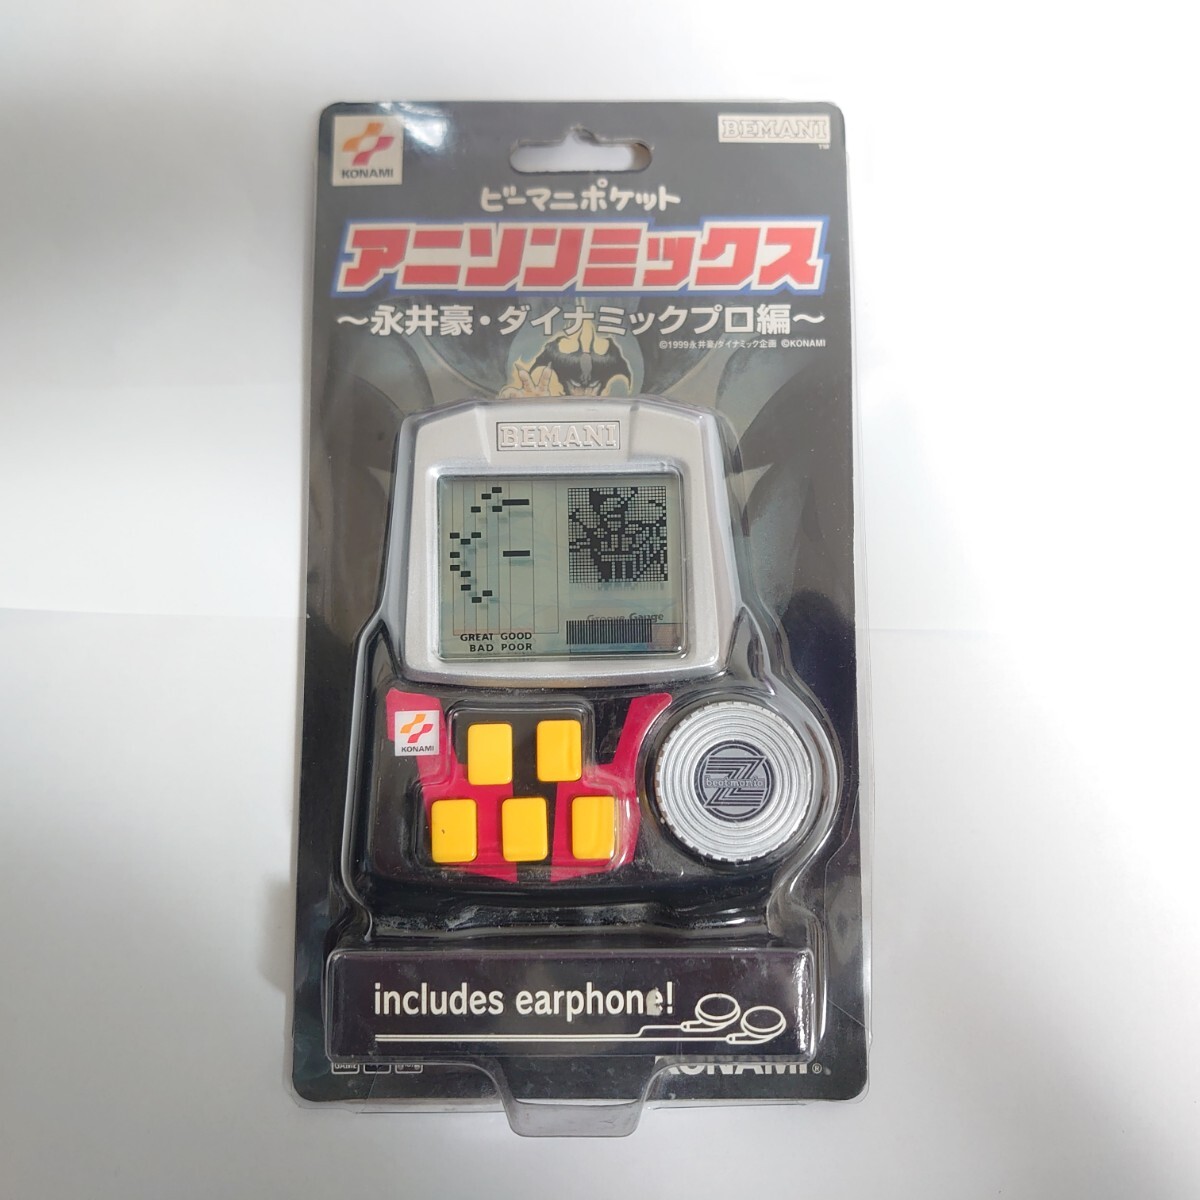 KONAMI
BEMANI
TM
ビーマニポケット
アニソンミックス
〜永井豪・ダイナミックプロ編〜
©1999永井豪/ダイナミック企画 ©KONAMI
BEMANI
Groove Gauge
GREAT GOOD
BAD POOR
KONAMI
beatmania
includes earphone!
GAME
KONAMI®